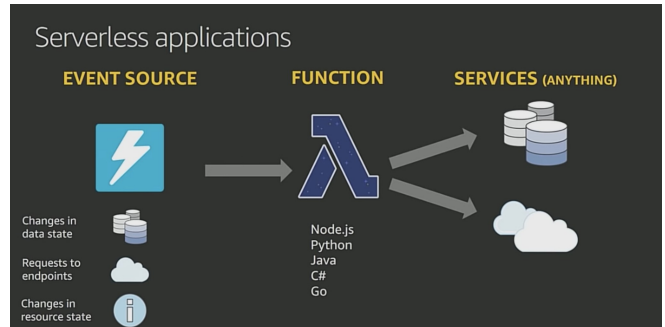 Serverless applications
EVENT SOURCE
FUNCTION
SERVICES (ANYTHING)
Changes in
data state
Requests to
endpoints
Changes in
resource state
Node.js
Python
Java
C#
Go